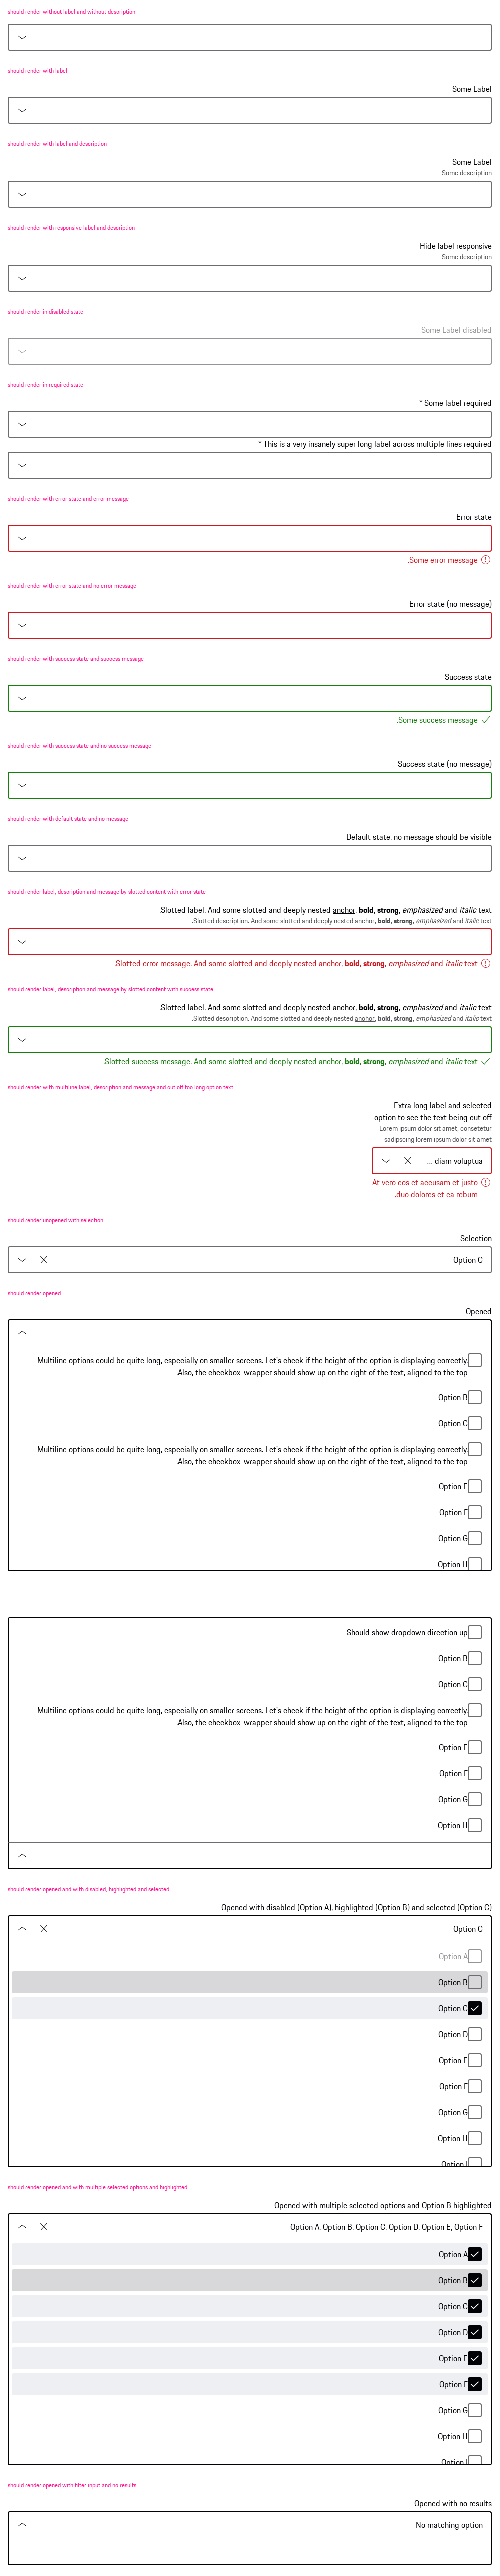 should render without label and without description
should render with label
Some Label
should render with label and description
Some Label
Some description
should render with responsive label and description
Hide label responsive
Some description
should render in disabled state
Some Label disabled
should render in required state
* Some label required
* This is a very insanely super long label across multiple lines required
should render with error state and error message
Error state
.Some error message
should render with error state and no error message
Error state (no message)
should render with success state and success message
Success state
.Some success message
should render with success state and no success message
Success state (no message)
should render with default state and no message
Default state, no message should be visible
should render label, description and message by slotted content with error state
.Slotted label. And some slotted and deeply nested anchor, bold, strong, emphasized and italic text
.Slotted description. And some slotted and deeply nested anchor, bold, strong, emphasized and italic text
.Slotted error message. And some slotted and deeply nested anchor, bold, strong, emphasized and italic text
should render label, description and message by slotted content with success state
.Slotted label. And some slotted and deeply nested anchor, bold, strong, emphasized and italic text
.Slotted description. And some slotted and deeply nested anchor, bold, strong, emphasized and italic text
.Slotted success message. And some slotted and deeply nested anchor, bold, strong, emphasized and italic text
should render with multiline label, description and message and cut off too long option text
Extra long label and selected
option to see the text being cut off
Lorem ipsum dolor sit amet, consetetur
sadipscing lorem ipsum dolor sit amet
... diam voluptua
At vero eos et accusam et justo
.duo dolores et ea rebum
should render unopened with selection
Selection
Option C
should render opened
Opened
Multiline options could be quite long, especially on smaller screens. Let's check if the height of the option is displaying correctly.
.Also, the checkbox-wrapper should show up on the right of the text, aligned to the top
Option B
Option C
Multiline options could be quite long, especially on smaller screens. Let's check if the height of the option is displaying correctly.
.Also, the checkbox-wrapper should show up on the right of the text, aligned to the top
Option E
Option F
Option G
Option H
Should show dropdown direction up
Option B
Option C
Multiline options could be quite long, especially on smaller screens. Let's check if the height of the option is displaying correctly.
.Also, the checkbox-wrapper should show up on the right of the text, aligned to the top
Option E
Option F
Option G
Option H
should render opened and with disabled, highlighted and selected
Opened with disabled (Option A), highlighted (Option B) and selected (Option C)
Option C
Option A
Option B
Option C
Option D
Option E
Option F
Option G
Option H
Option I
should render opened and with multiple selected options and highlighted
Opened with multiple selected options and Option B highlighted
Option A, Option B, Option C, Option D, Option E, Option F
Option A
Option B
Option C
Option D
Option E
Option F
Option G
Option H
Option I
should render opened with filter input and no results
Opened with no results
No matching option
---